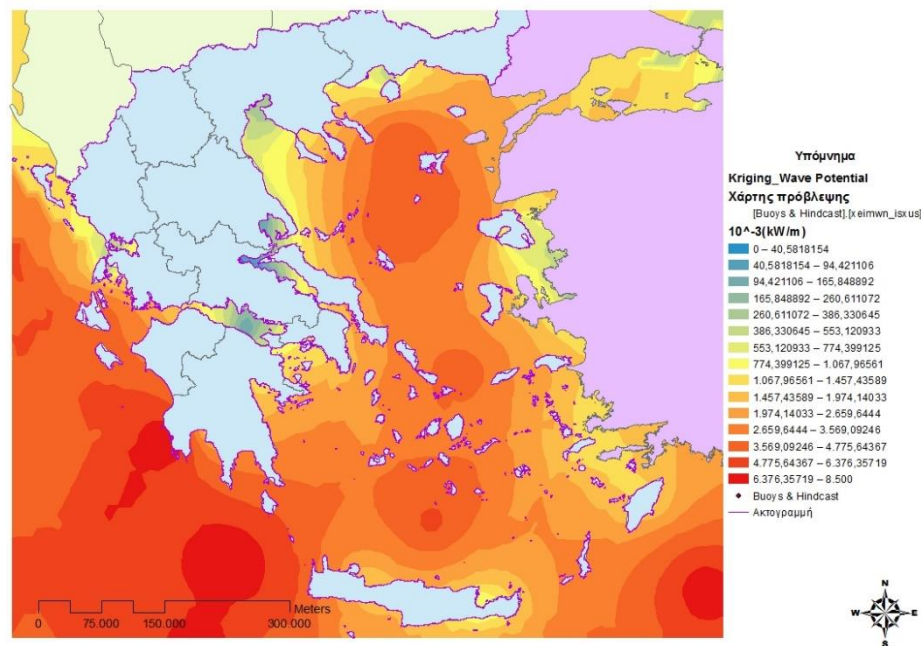 Υπόμνημα
Kriging_Wave Potential
Χάρτης πρόβλεψης
[Buoys & Hindcast].[xeimwn_isxus]
10^-3(kW/m)
0 – 40,5818154
40,5818154 – 94,421106
94,421106 – 165,848892
165,848892 – 260,611072
260,611072 – 386,330645
386,330645 – 553,120933
553,120933 – 774,399125
774,399125 – 1.067,96561
1.067,96561 – 1.457,43589
1.457,43589 – 1.974,14033
1.974,14033 – 2.659,6444
2.659,6444 – 3.569,09246
3.569,09246 – 4.775,64367
4.775,64367 – 6.376,35719
6.376,35719 – 8.500
Buoys & Hindcast
Ακτογραμμή
Meters
0 75.000 150.000 300.000
N
W E
S